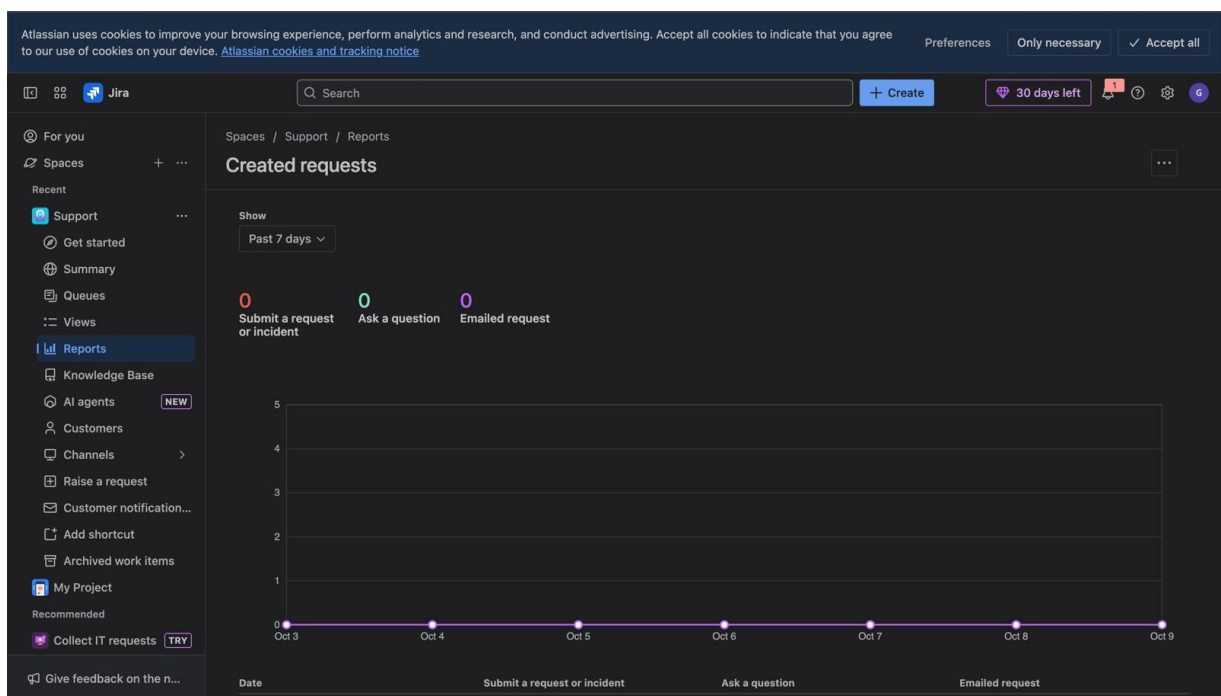 Atlassian uses cookies to improve your browsing experience, perform analytics and research, and conduct advertising. Accept all cookies to indicate that you agree
to our use of cookies on your device. Atlassian cookies and tracking notice
Preferences
Only necessary
Accept all
Jira
Search
+ Create
30 days left
1
G
For you
Spaces
Recent
Support
Get started
Summary
Queues
Views
Reports
Knowledge Base
AI agents NEW
Customers
Channels
Raise a request
Customer notification...
Add shortcut
Archived work items
My Project
Recommended
Collect IT requests TRY
Give feedback on the n...
Spaces / Support / Reports
Created requests
Show
Past 7 days
0
Submit a request
or incident
0
Ask a question
0
Emailed request
5
4
3
2
1
0
Oct 3 Oct 4 Oct 5 Oct 6 Oct 7 Oct 8 Oct 9
Date Submit a request or incident Ask a question Emailed request